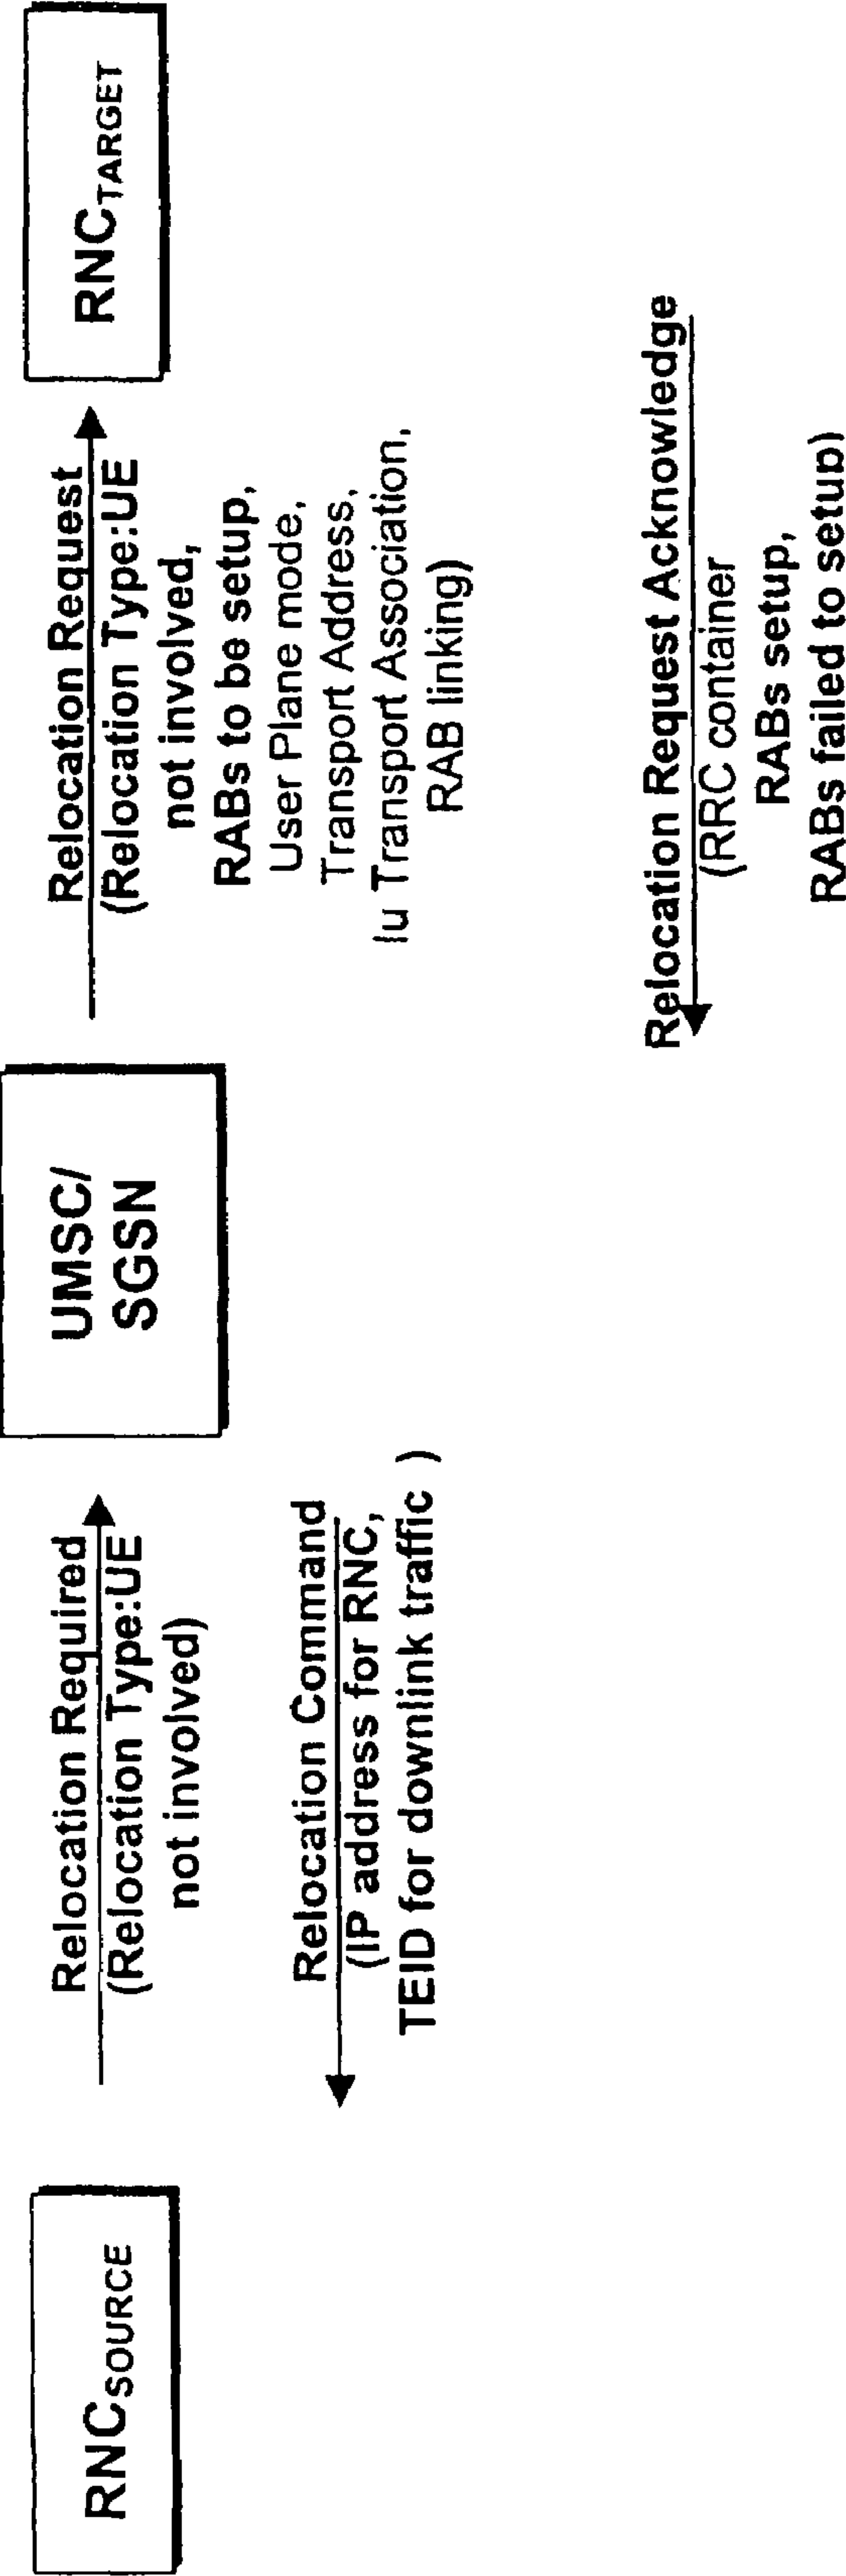 RNCSOURCE
UMSC/
SGSN
RNCTARGET
Relocation Required
(Relocation Type:UE
not involved)
Relocation Request
(Relocation Type:UE
not involved,
RABs to be setup,
User Plane mode,
Transport Address,
Iu Transport Association,
RAB linking)
Relocation Command
(IP address for RNC,
TEID for downlink traffic )
Relocation Request Acknowledge
(RRC container
RABs setup,
RABs failed to setup)